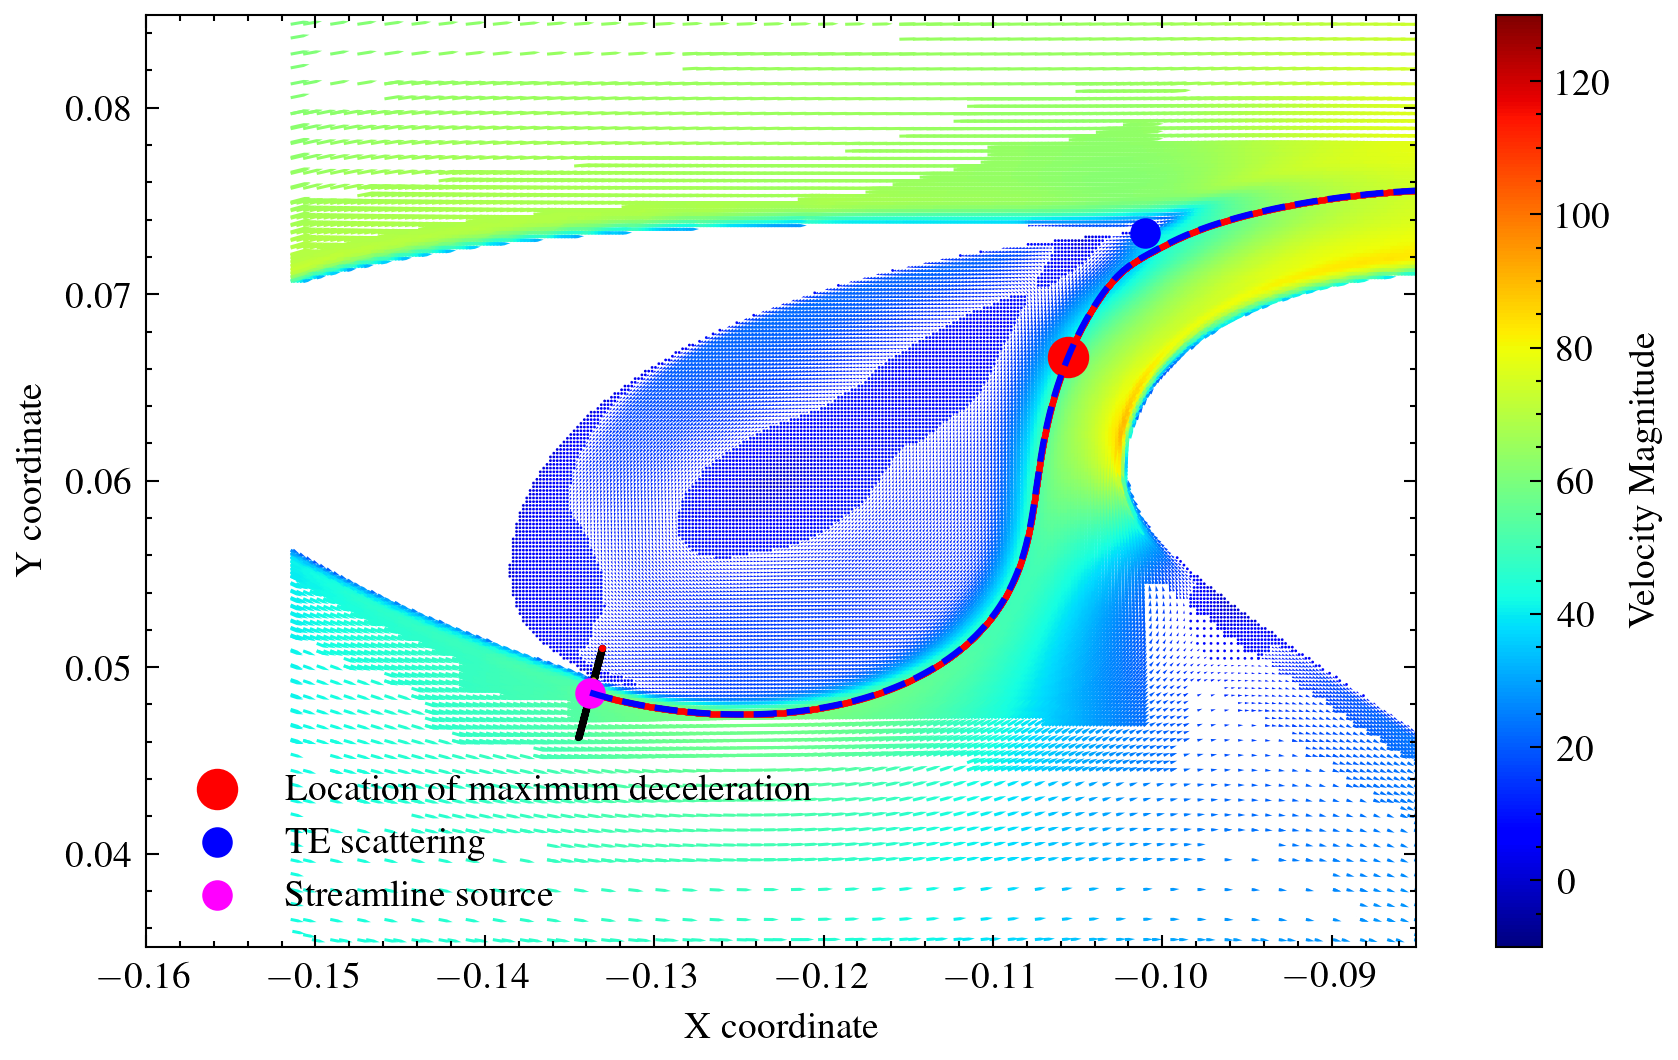 0.08
0.07
0.06
0.05
0.04
Y coordinate
Location of maximum deceleration
TE scattering
Streamline source
−0.16 −0.15 −0.14 −0.13 −0.12 −0.11 −0.10 −0.09
X coordinate
120
100
80
60
40
20
0
Velocity Magnitude